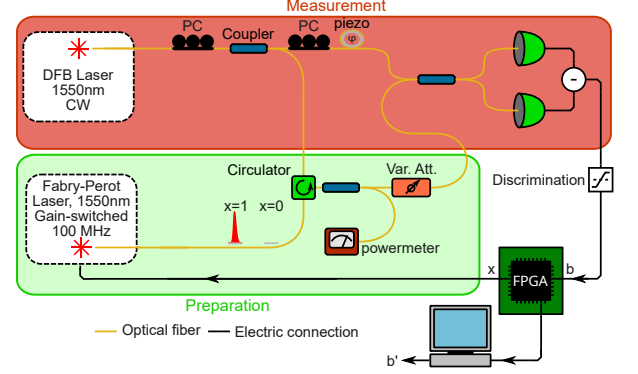 Measurement
PC
PC
piezo
Coupler
φ
DFB Laser
1550nm
CW
-
Circulator
Var. Att.
Discrimination
Fabry-Perot
Laser, 1550nm
Gain-switched
100 MHz
x=1 x=0
powermeter
x
FPGA
b
Preparation
Optical fiber
Electric connection
b'